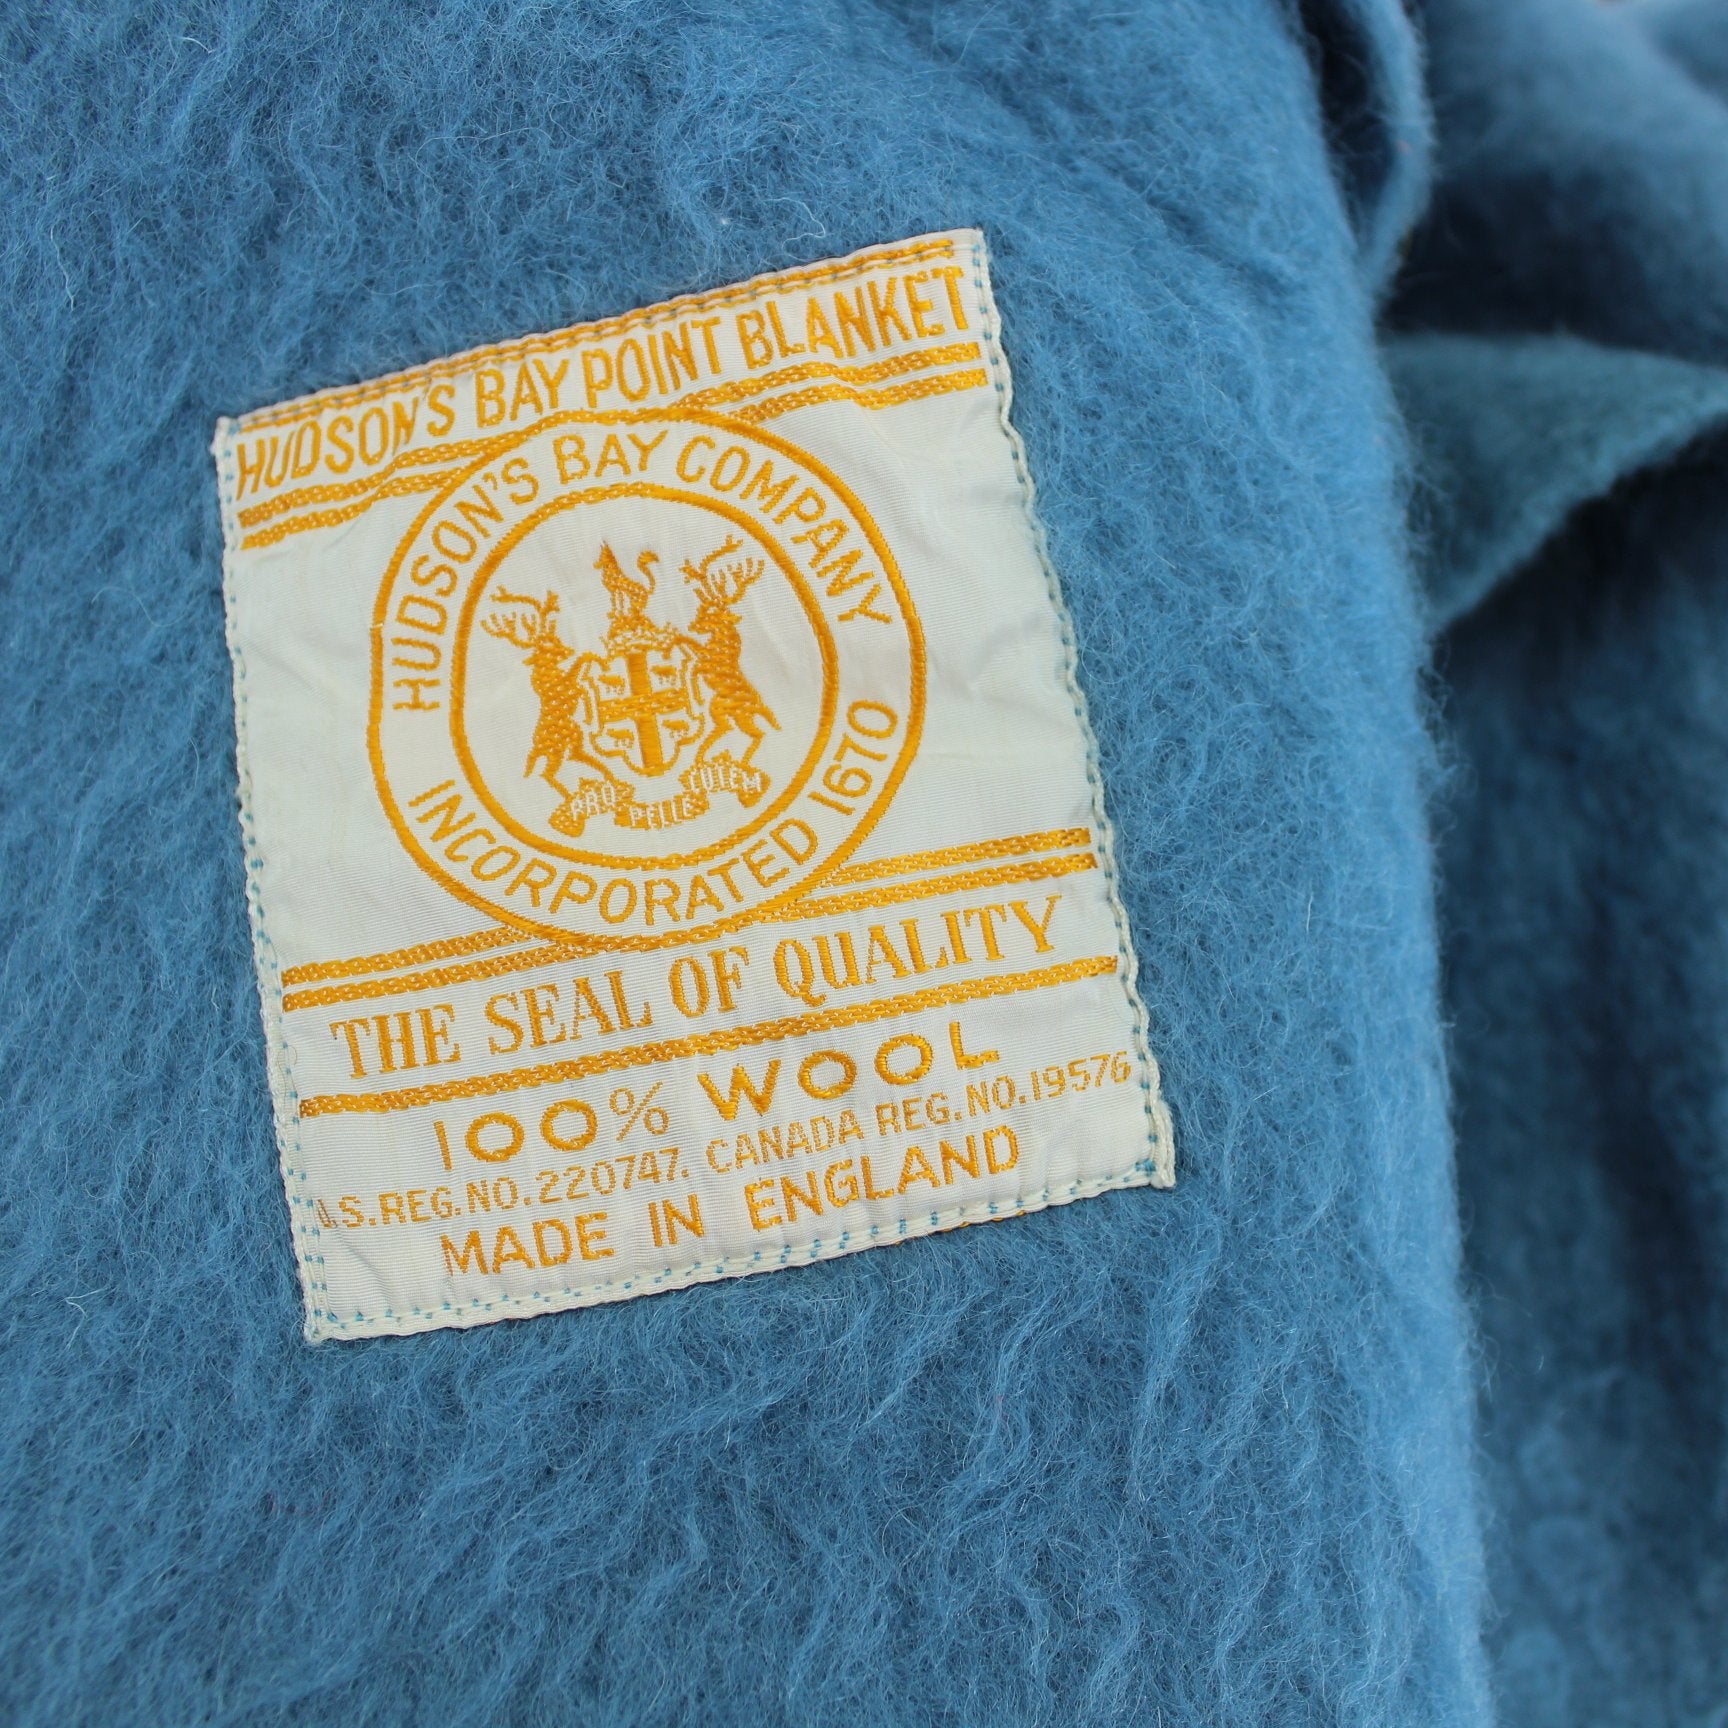 HUDSON'S BAY POINT BLANKET
HUDSON'S BAY COMPANY
INCORPORATED 1670
PRO PELLE CUTEM
THE SEAL OF QUALITY
100% WOOL
U.S.REG.NO.220747. CANADA REG.NO.19576
MADE IN ENGLAND